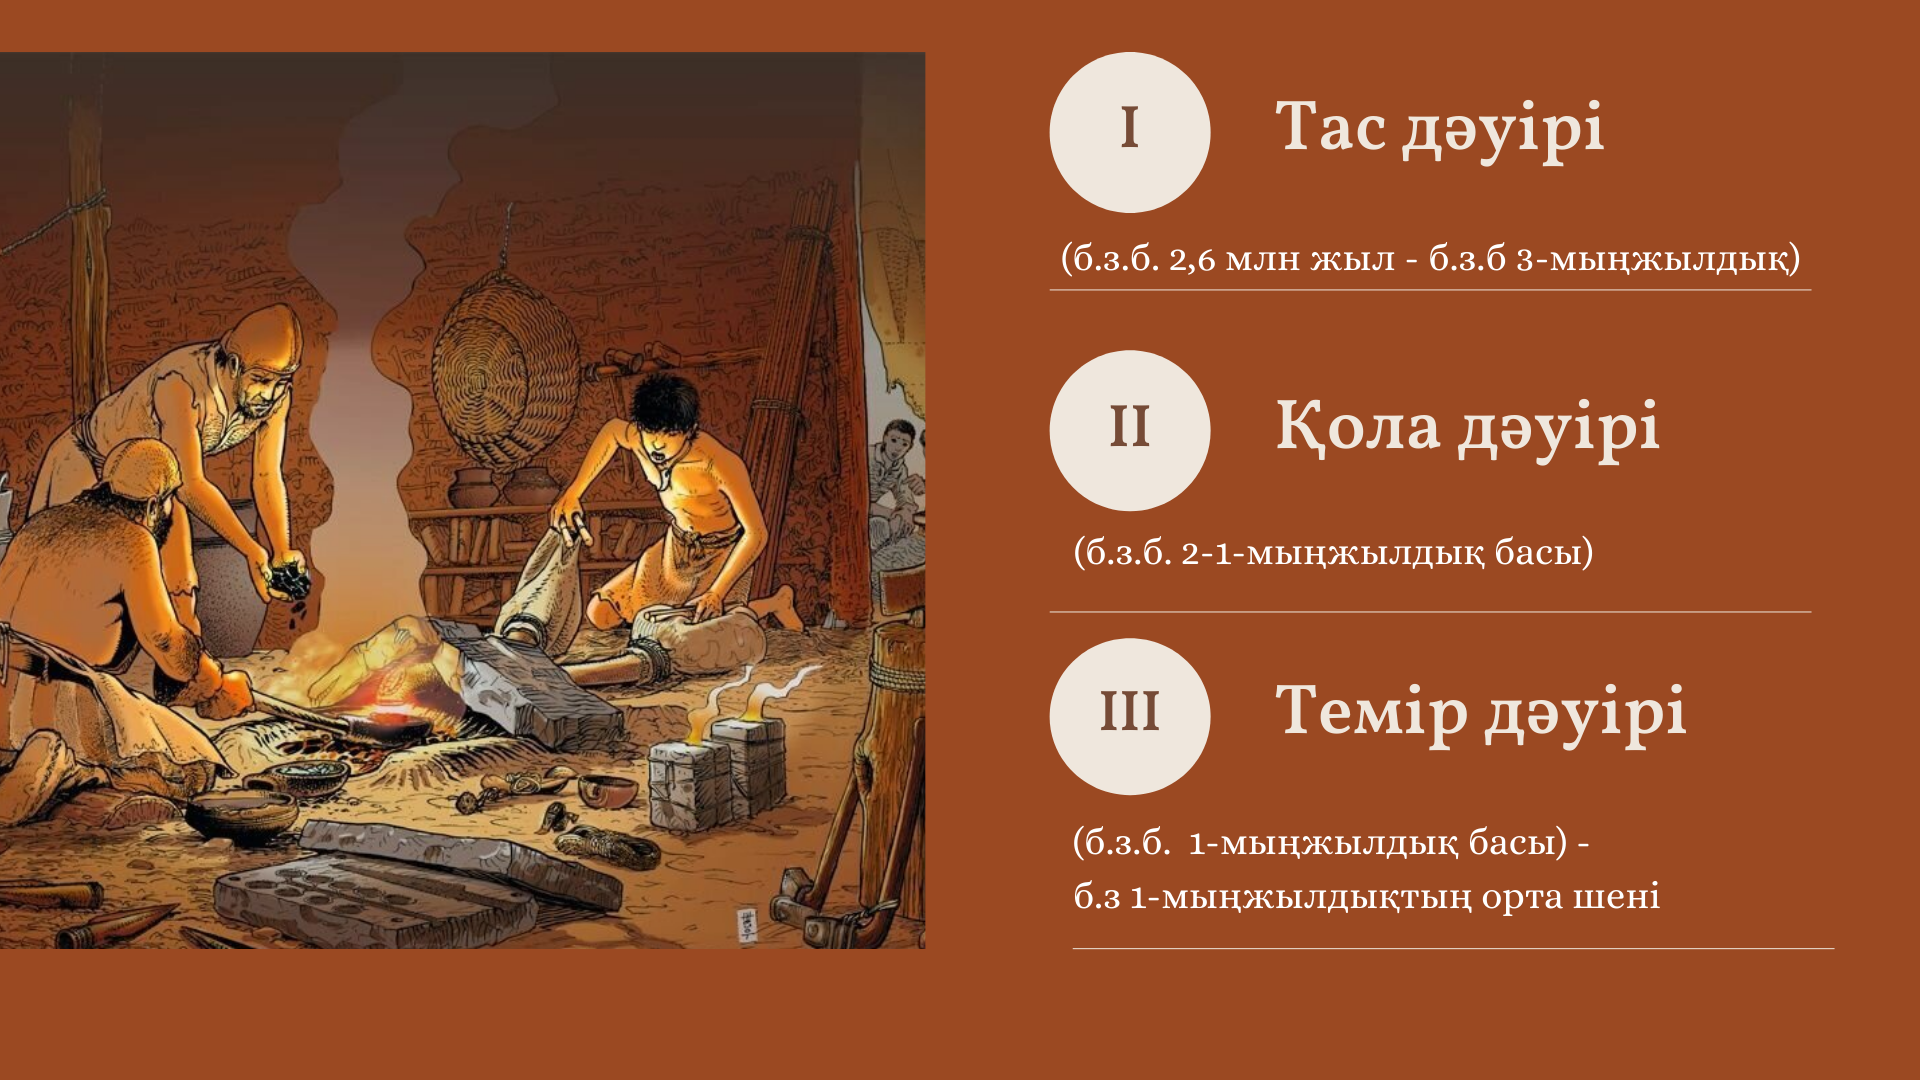 I
Тас дәуірі
(б.з.б. 2,6 млн жыл - б.з.б 3-мыңжылдық)
II
Қола дәуірі
(б.з.б. 2-1-мыңжылдық басы)
III
Темір дәуірі
(б.з.б.  1-мыңжылдық басы) -
б.з 1-мыңжылдықтың орта шені